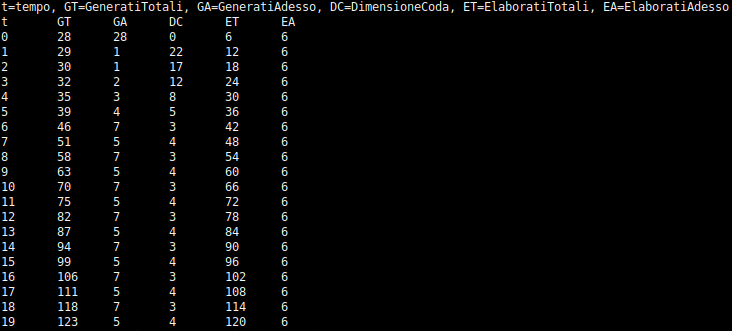 t=tempo, GT=GeneratiTotali, GA=GeneratiAdesso, DC=DimensioneCoda, ET=ElaboratiTotali, EA=ElaboratiAdesso
t GT GA DC ET EA
0 28 28 0 6 6
1 29 1 22 12 6
2 30 1 17 18 6
3 32 2 12 24 6
4 35 3 8 30 6
5 39 4 5 36 6
6 46 7 3 42 6
7 51 5 4 48 6
8 58 7 3 54 6
9 63 5 4 60 6
10 70 7 3 66 6
11 75 5 4 72 6
12 82 7 3 78 6
13 87 5 4 84 6
14 94 7 3 90 6
15 99 5 4 96 6
16 106 7 3 102 6
17 111 5 4 108 6
18 118 7 3 114 6
19 123 5 4 120 6